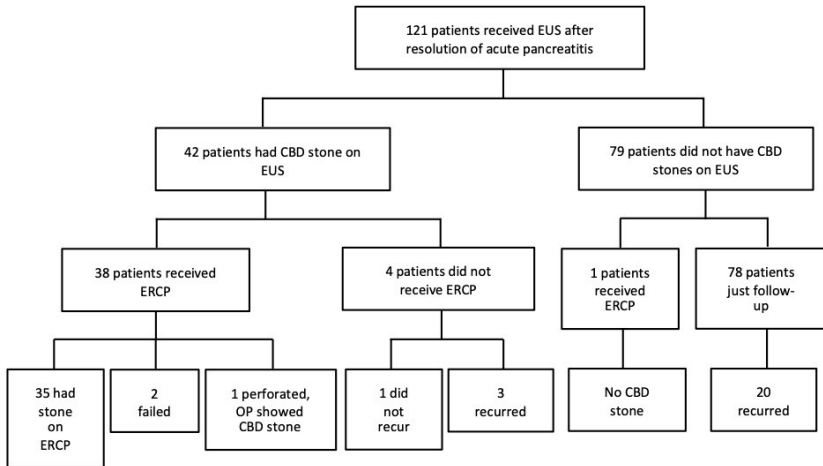 121 patients received EUS after
resolution of acute pancreatitis
42 patients had CBD stone on
EUS
79 patients did not have CBD
stones on EUS
38 patients received
ERCP
4 patients did not
receive ERCP
1 patients
received
ERCP
78 patients
just follow-
up
35 had
stone
on
ERCP
2
failed
1 perforated,
OP showed
CBD stone
1 did
not
recur
3
recurred
No CBD
stone
20
recurred